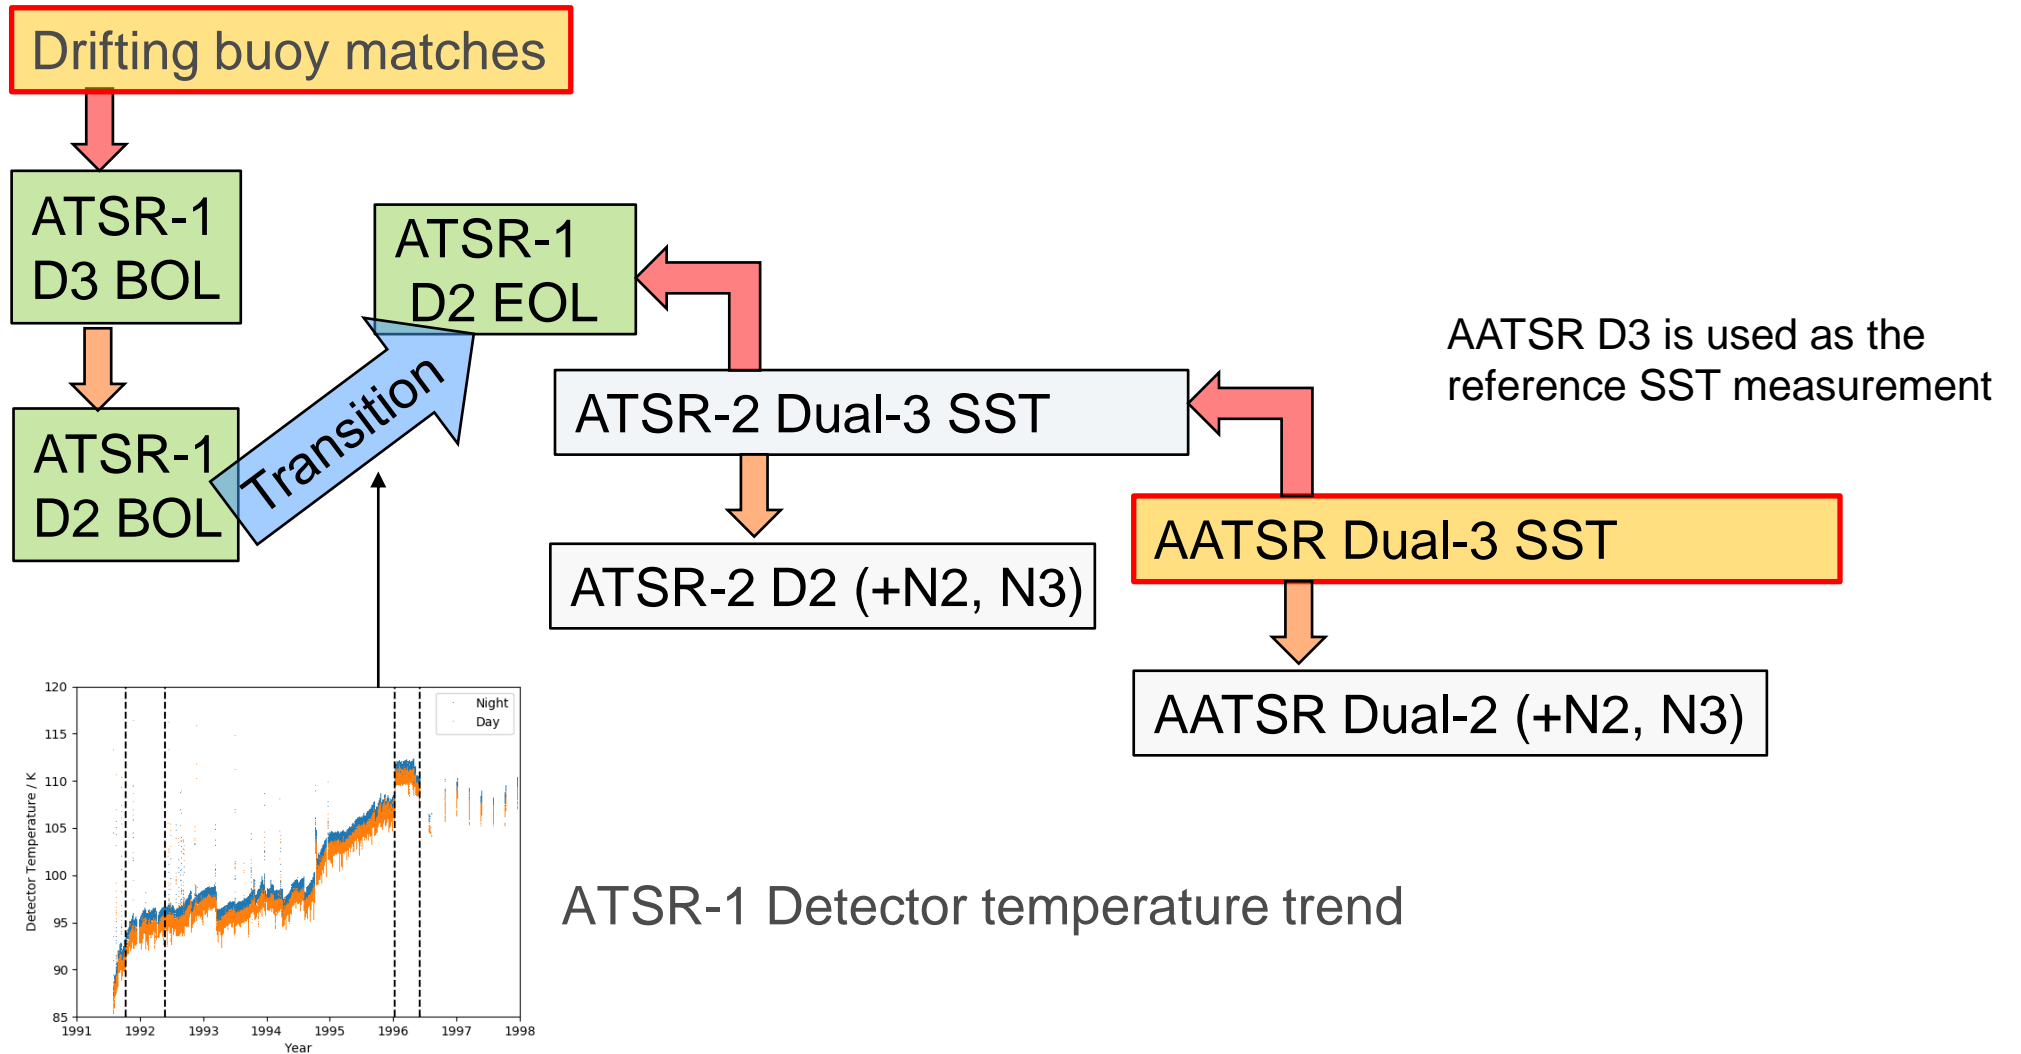 Drifting buoy matches
ATSR-1
D3 BOL
ATSR-1
D2 EOL
Transition
ATSR-1
D2 BOL
ATSR-2 Dual-3 SST
AATSR D3 is used as the
reference SST measurement
AATSR Dual-3 SST
ATSR-2 D2 (+N2, N3)
AATSR Dual-2 (+N2, N3)
Night
Day
120
115
110
105
100
95
90
85
Detector Temperature / K
1991 1992 1993 1994 1995 1996 1997 1998
Year
ATSR-1 Detector temperature trend